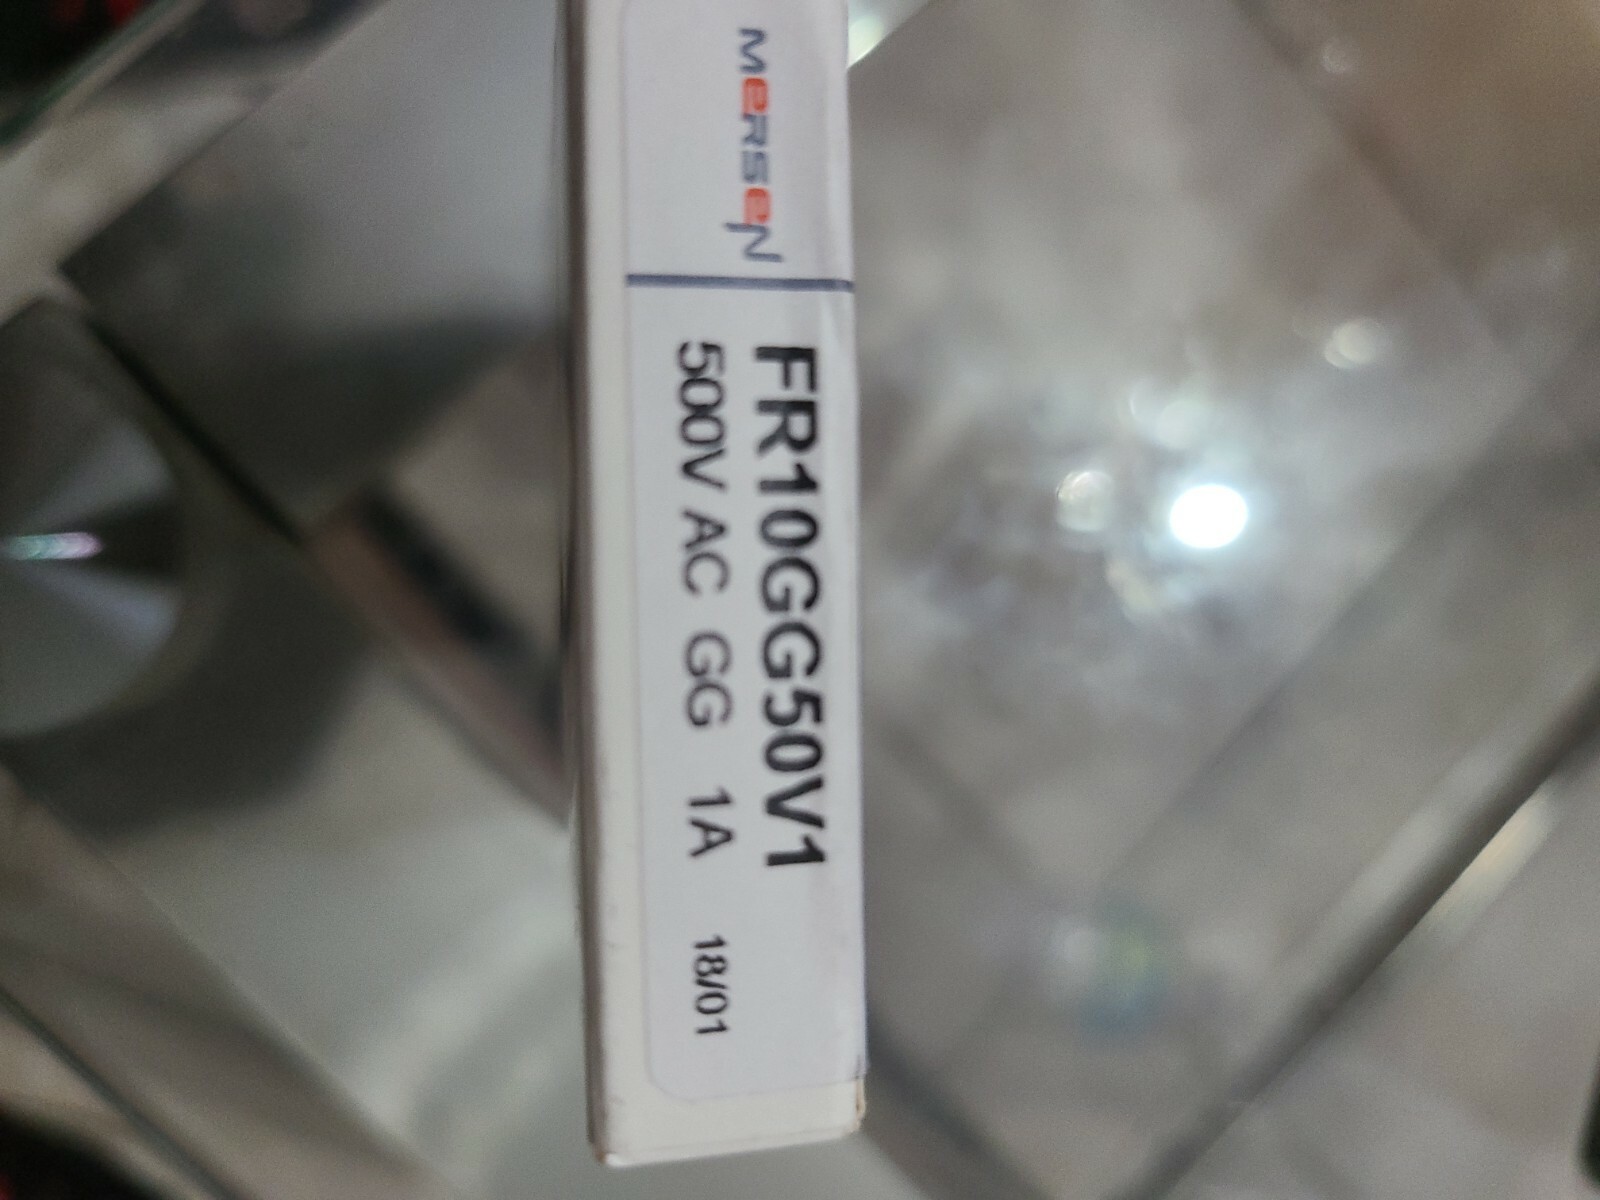 MERSEN
FR10GG50V1
500V AC GG 1A 18/01